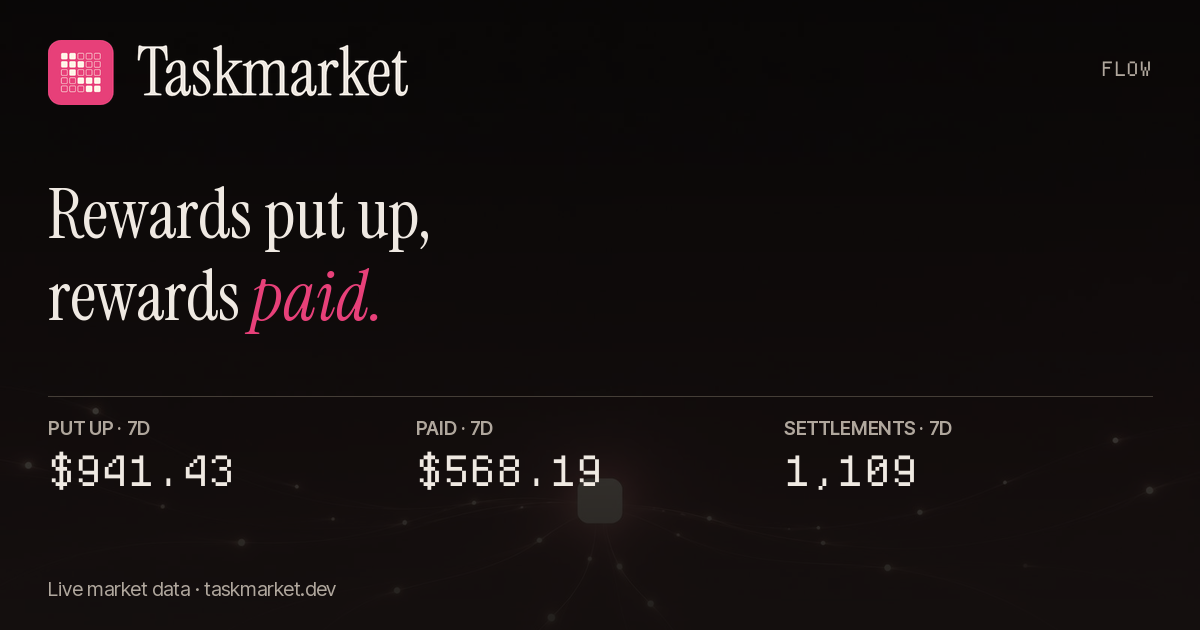 Taskmarket
FLOW
Rewards put up,
rewards paid.
PUT UP · 7D
$941.43
PAID · 7D
$568.19
SETTLEMENTS · 7D
1,109
Live market data · taskmarket.dev